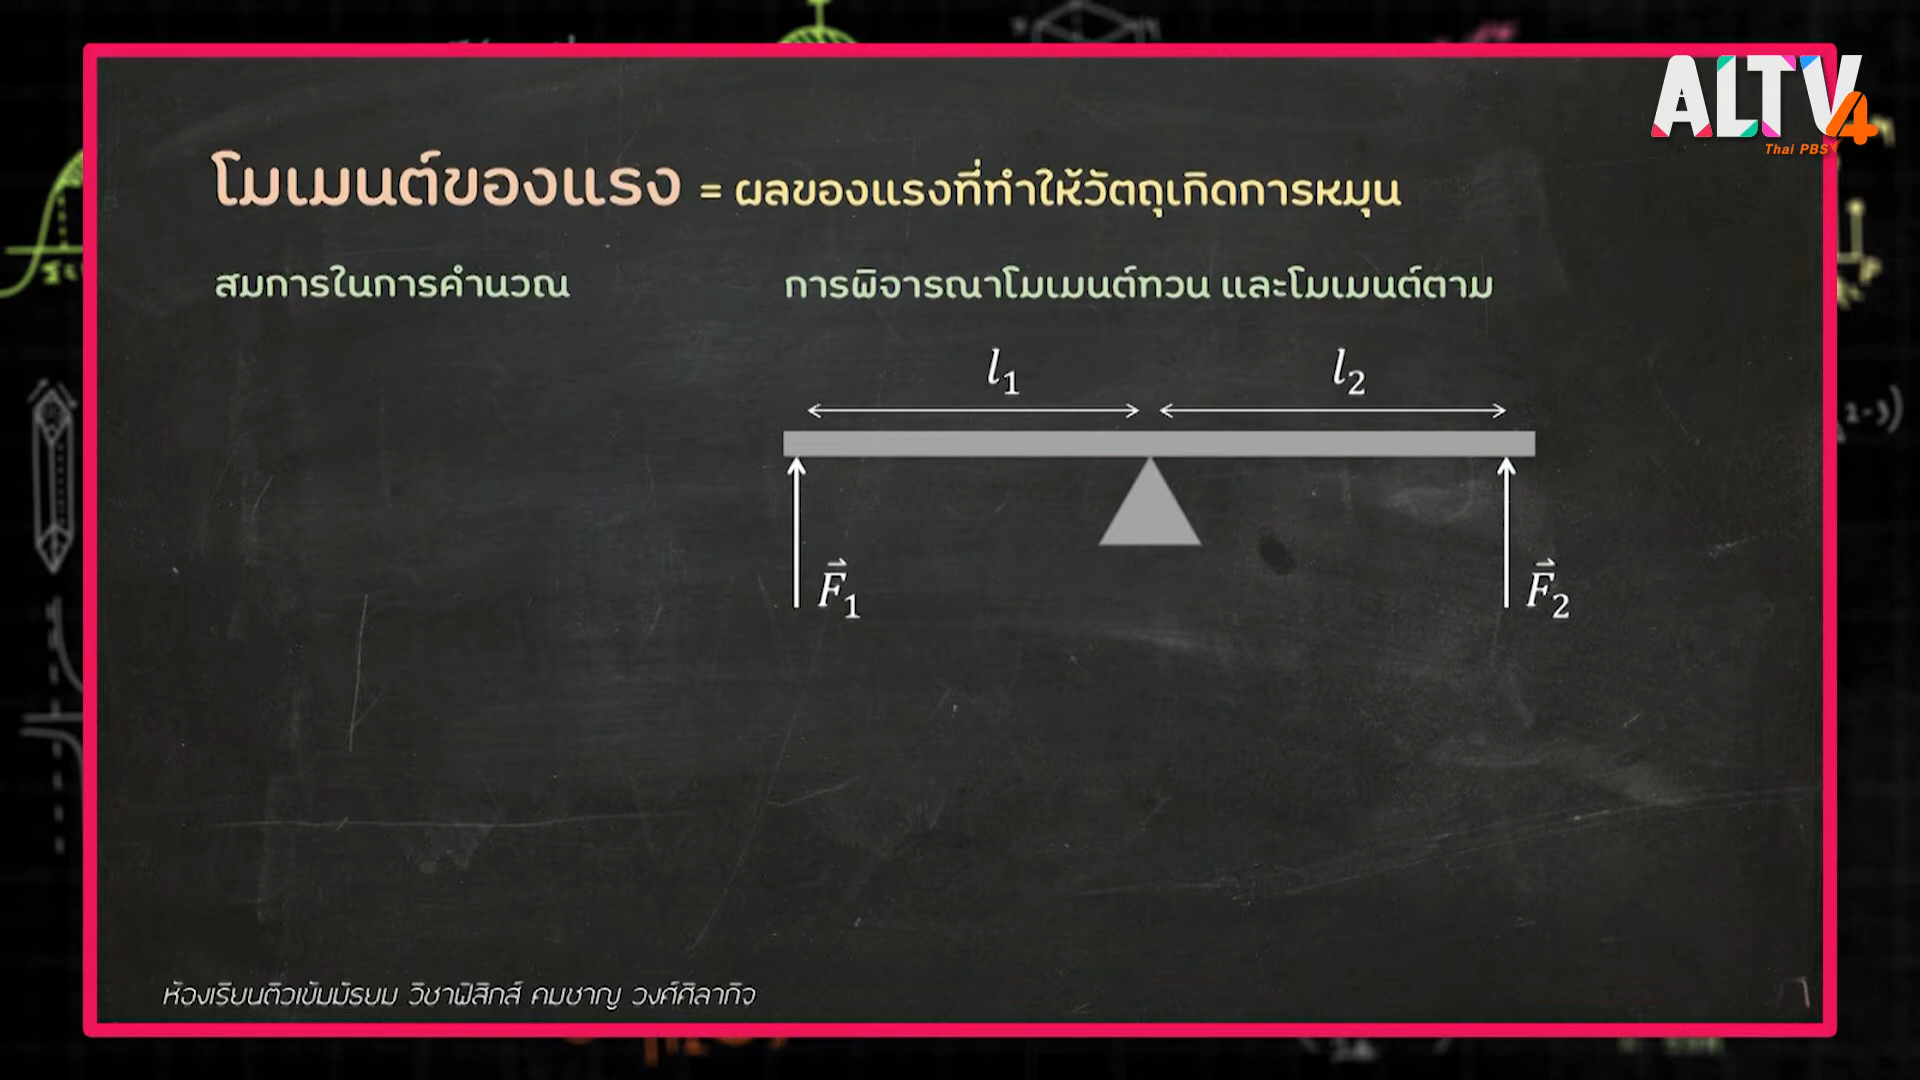 ALTV4
Thai PBS
โมเมนต์ของแรง = ผลของแรงที่ทำให้วัตถุเกิดการหมุน
สมการในการคำนวณ
การพิจารณาโมเมนต์ทวน และโมเมนต์ตาม
l₁
l₂
F⃗₁
F⃗₂
ห้องเรียนติวเข้มมัธยม วิชาฟิสิกส์ คมชาญ วงศ์ศิลากิจ